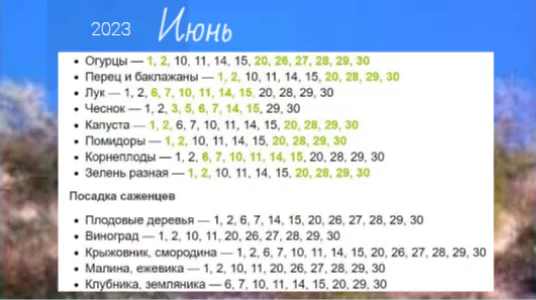 2023 Июнь
Огурцы — 1, 2, 10, 11, 14, 15, 20, 26, 27, 28, 29, 30
Перец и баклажаны — 1, 2, 10, 11, 14, 15, 20, 28, 29, 30
Лук — 1, 2, 6, 7, 10, 11, 14, 15, 20, 28, 29, 30
Чеснок — 1, 2, 3, 5, 6, 7, 14, 15, 29, 30
Капуста — 1, 2, 6, 7, 10, 11, 14, 15, 20, 28, 29, 30
Помидоры — 1, 2, 10, 11, 14, 15, 20, 28, 29, 30
Корнеплоды — 1, 2, 6, 7, 10, 11, 14, 15, 20, 28, 29, 30
Зелень разная — 1, 2, 10, 11, 14, 15, 20, 28, 29, 30
Посадка саженцев
Плодовые деревья — 1, 2, 6, 7, 14, 15, 20, 26, 27, 28, 29, 30
Виноград — 1, 2, 10, 11, 20, 26, 27, 28, 29, 30
Крыжовник, смородина — 1, 2, 6, 7, 10, 11, 14, 15, 20, 26, 27, 28, 29, 30
Малина, ежевика — 1, 2, 10, 11, 20, 26, 27, 28, 29, 30
Клубника, земляника — 6, 7, 10, 11, 14, 15, 20, 29, 30